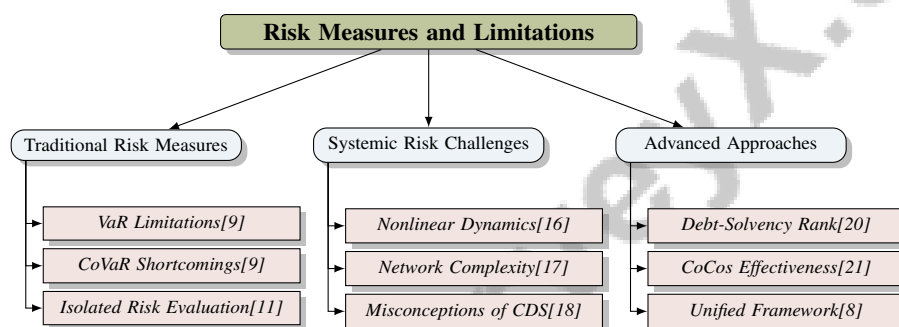 Risk Measures and Limitations
Traditional Risk Measures
VaR Limitations[9]
CoVaR Shortcomings[9]
Isolated Risk Evaluation[11]
Systemic Risk Challenges
Nonlinear Dynamics[16]
Network Complexity[17]
Misconceptions of CDS[18]
Advanced Approaches
Debt-Solvency Rank[20]
CoCos Effectiveness[21]
Unified Framework[8]